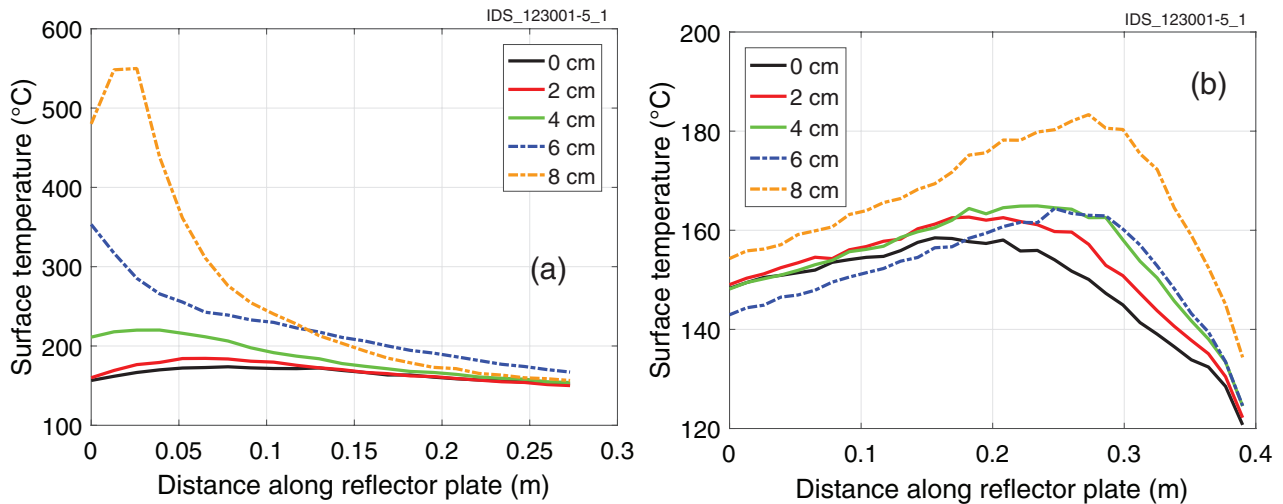 IDS_123001-5_1
600
500
400
300
200
100
0
0.05
0.1
0.15
0.2
0.25
0.3
Surface temperature (°C)
Distance along reflector plate (m)
0 cm
2 cm
4 cm
6 cm
8 cm
(a)
IDS_123001-5_1
200
180
160
140
120
0
0.1
0.2
0.3
0.4
Surface temperature (°C)
Distance along reflector plate (m)
0 cm
2 cm
4 cm
6 cm
8 cm
(b)